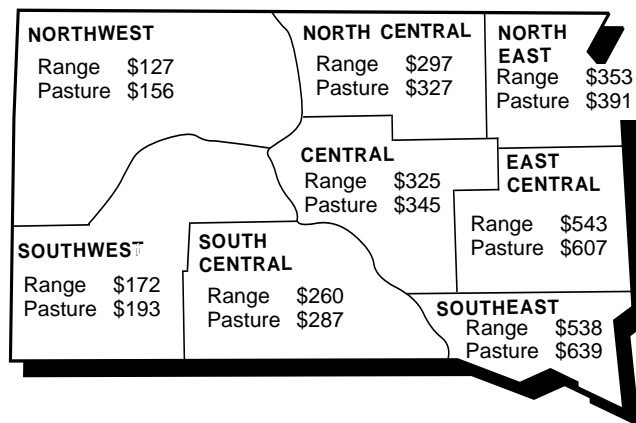 NORTHWEST
Range $127
Pasture $156
NORTH CENTRAL
Range $297
Pasture $327
NORTH
EAST
Range $353
Pasture $391
CENTRAL
Range $325
Pasture $345
EAST
CENTRAL
Range $543
Pasture $607
SOUTHWEST
Range $172
Pasture $193
SOUTH
CENTRAL
Range $260
Pasture $287
SOUTHEAST
Range $538
Pasture $639